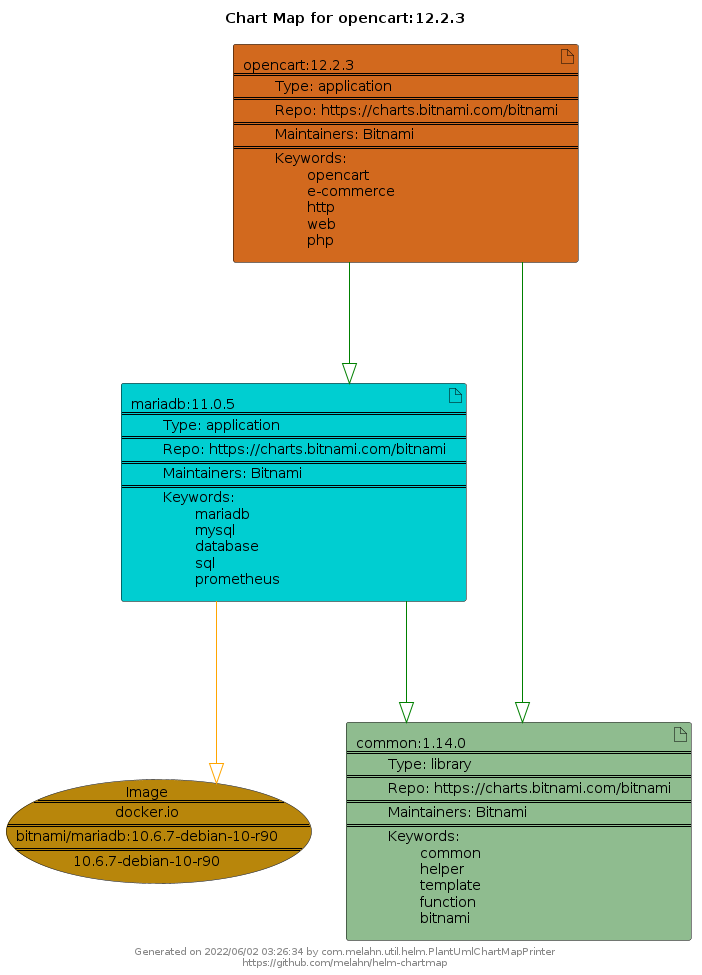 Chart Map for opencart:12.2.3
opencart:12.2.3
Type: application
Repo: https://charts.bitnami.com/bitnami
Maintainers: Bitnami
Keywords:
opencart
e-commerce
http
web
php
mariadb:11.0.5
Type: application
Repo: https://charts.bitnami.com/bitnami
Maintainers: Bitnami
Keywords:
mariadb
mysql
database
sql
prometheus
common:1.14.0
Type: library
Repo: https://charts.bitnami.com/bitnami
Maintainers: Bitnami
Keywords:
common
helper
template
function
bitnami
Image
docker.io
bitnami/mariadb:10.6.7-debian-10-r90
10.6.7-debian-10-r90
Generated on 2022/06/02 03:26:34 by com.melahn.util.helm.PlantUmlChartMapPrinter
https://github.com/melahn/helm-chartmap